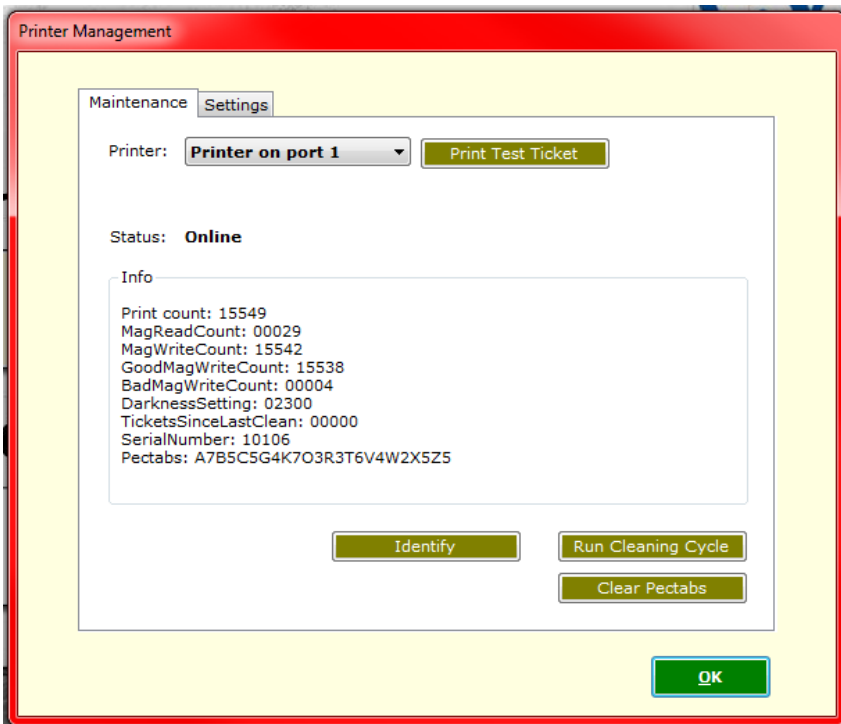 Printer Management
Maintenance Settings
Printer: Printer on port 1 Print Test Ticket
Status: Online
Info
Print count: 15549
MagReadCount: 00029
MagWriteCount: 15542
GoodMagWriteCount: 15538
BadMagWriteCount: 00004
DarknessSetting: 02300
TicketsSinceLastClean: 00000
SerialNumber: 10106
Pectabs: A7B5C5G4K7O3R3T6V4W2X5Z5
Identify Run Cleaning Cycle
Clear Pectabs
OK